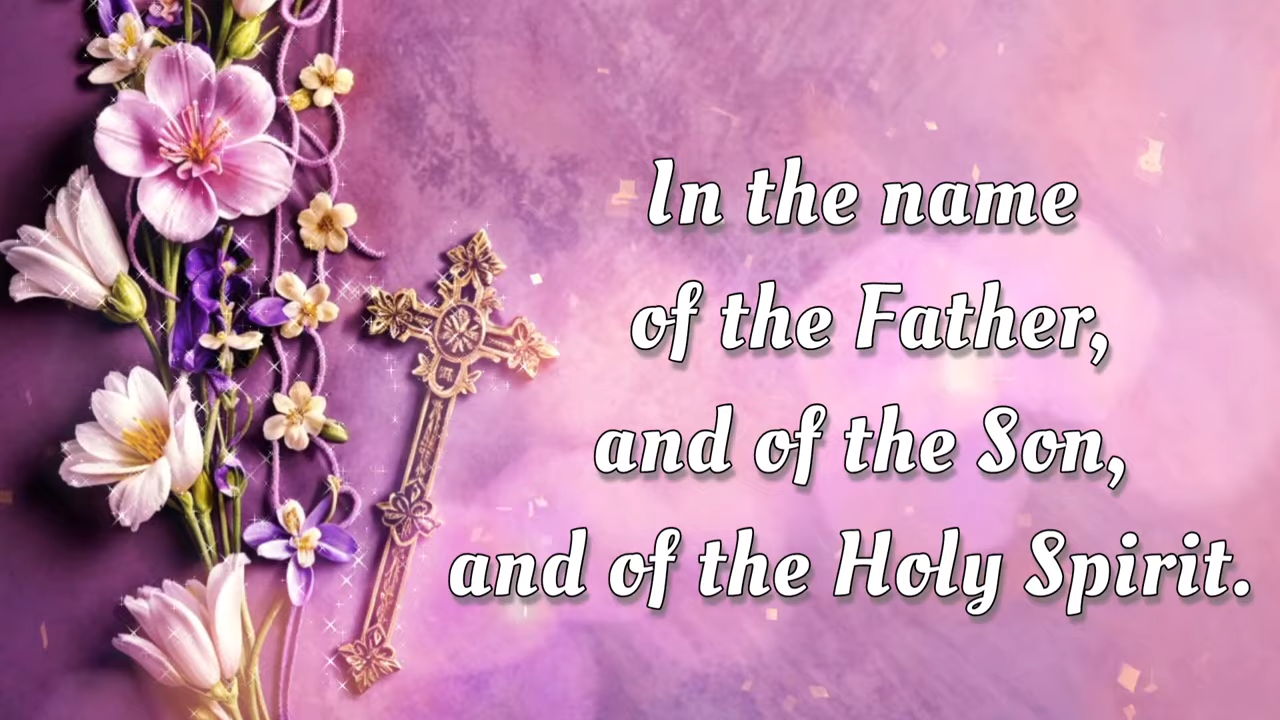 In the name
of the Father,
and of the Son,
and of the Holy Spirit.